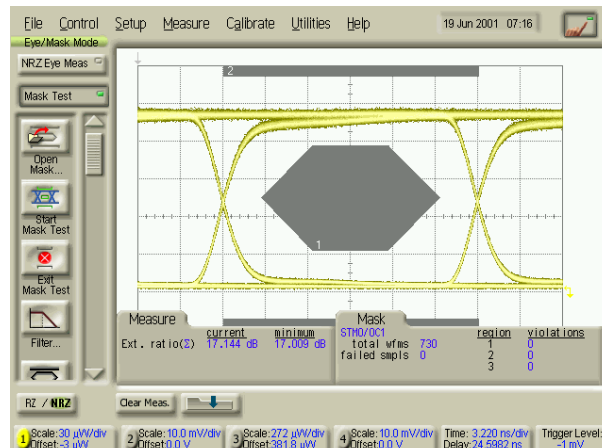 File Control Setup Measure Calibrate Utilities Help 19 Jun 2001 07:16
Eye/Mask Mode
NRZ Eye Meas
Mask Test
Open
Mask...
Start
Mask Test
Exit
Mask Test
Filter...
2
1
Measure
current minimum
Ext. ratio(Σ) 17.144 dB 17.009 dB
Mask
STM0/OC1 region violations
total wfms 730 1 0
failed smpls 0 2 0
3 0
RZ / NRZ Clear Meas.
1 Scale: 30 µW/div 2 Scale: 10.0 mV/div 3 Scale: 272 µW/div 4 Scale: 10.0 mV/div Time: 3.220 ns/div Trigger Level:
Offset: -3 µW Offset: 0.0 V Offset: 381.8 µW Offset: 0.0 V Delay: 24.5982 ns -1 mV